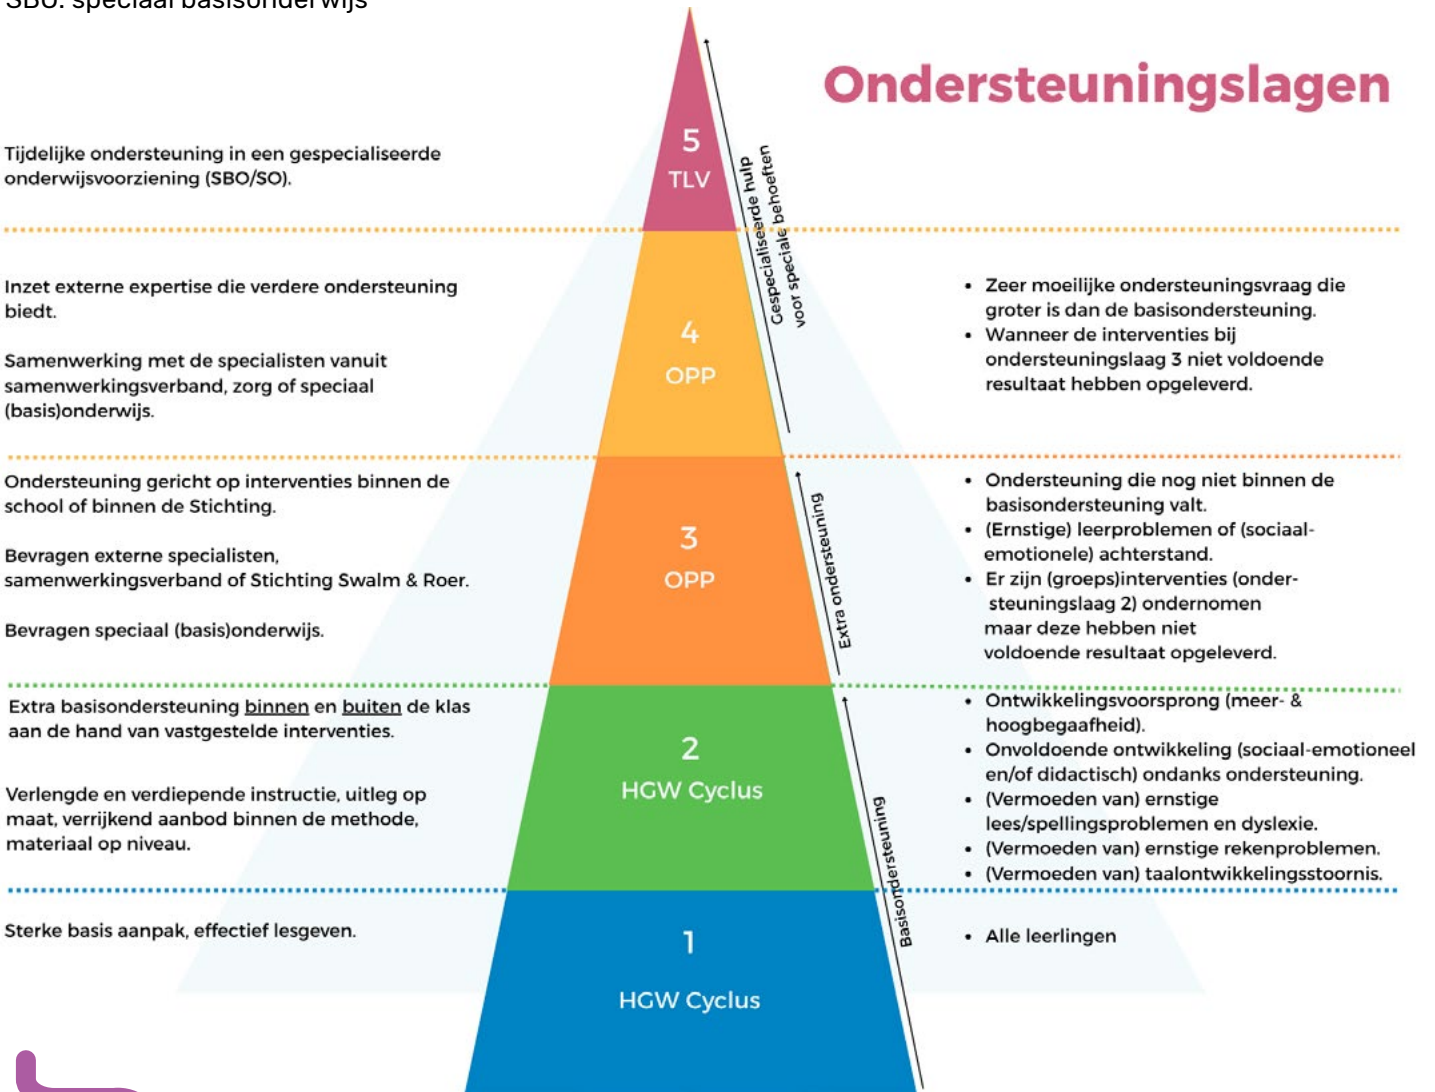 SBO: speciaal basisonderwijs
Ondersteuningslagen
5
TLV
Tijdelijke ondersteuning in een gespecialiseerde
onderwijsvoorziening (SBO/SO).
Gespecialiseerde hulp
voor speciale behoeften
Inzet externe expertise die verdere ondersteuning
biedt.
Samenwerking met de specialisten vanuit
samenwerkingsverband, zorg of speciaal
(basis)onderwijs.
4
OPP
• Zeer moeilijke ondersteuningsvraag die
groter is dan de basisondersteuning.
• Wanneer de interventies bij
ondersteuningslaag 3 niet voldoende
resultaat hebben opgeleverd.
Ondersteuning gericht op interventies binnen de
school of binnen de Stichting.
Bevragen externe specialisten,
samenwerkingsverband of Stichting Swalm & Roer.
Bevragen speciaal (basis)onderwijs.
3
OPP
Extra ondersteuning
• Ondersteuning die nog niet binnen de
basisondersteuning valt.
• (Ernstige) leerproblemen of (sociaal-
emotionele) achterstand.
• Er zijn (groeps)interventies (onder-
steuningslaag 2) ondernomen
maar deze hebben niet
voldoende resultaat opgeleverd.
Extra basisondersteuning binnen en buiten de klas
aan de hand van vastgestelde interventies.
Verlengde en verdiepende instructie, uitleg op
maat, verrijkend aanbod binnen de methode,
materiaal op niveau.
2
HGW Cyclus
Basisondersteuning
• Ontwikkelingsvoorsprong (meer- &
hoogbegaafheid).
• Onvoldoende ontwikkeling (sociaal-emotioneel
en/of didactisch) ondanks ondersteuning.
• (Vermoeden van) ernstige
lees/spellingsproblemen en dyslexie.
• (Vermoeden van) ernstige rekenproblemen.
• (Vermoeden van) taalontwikkelingsstoornis.
Sterke basis aanpak, effectief lesgeven.
1
HGW Cyclus
• Alle leerlingen